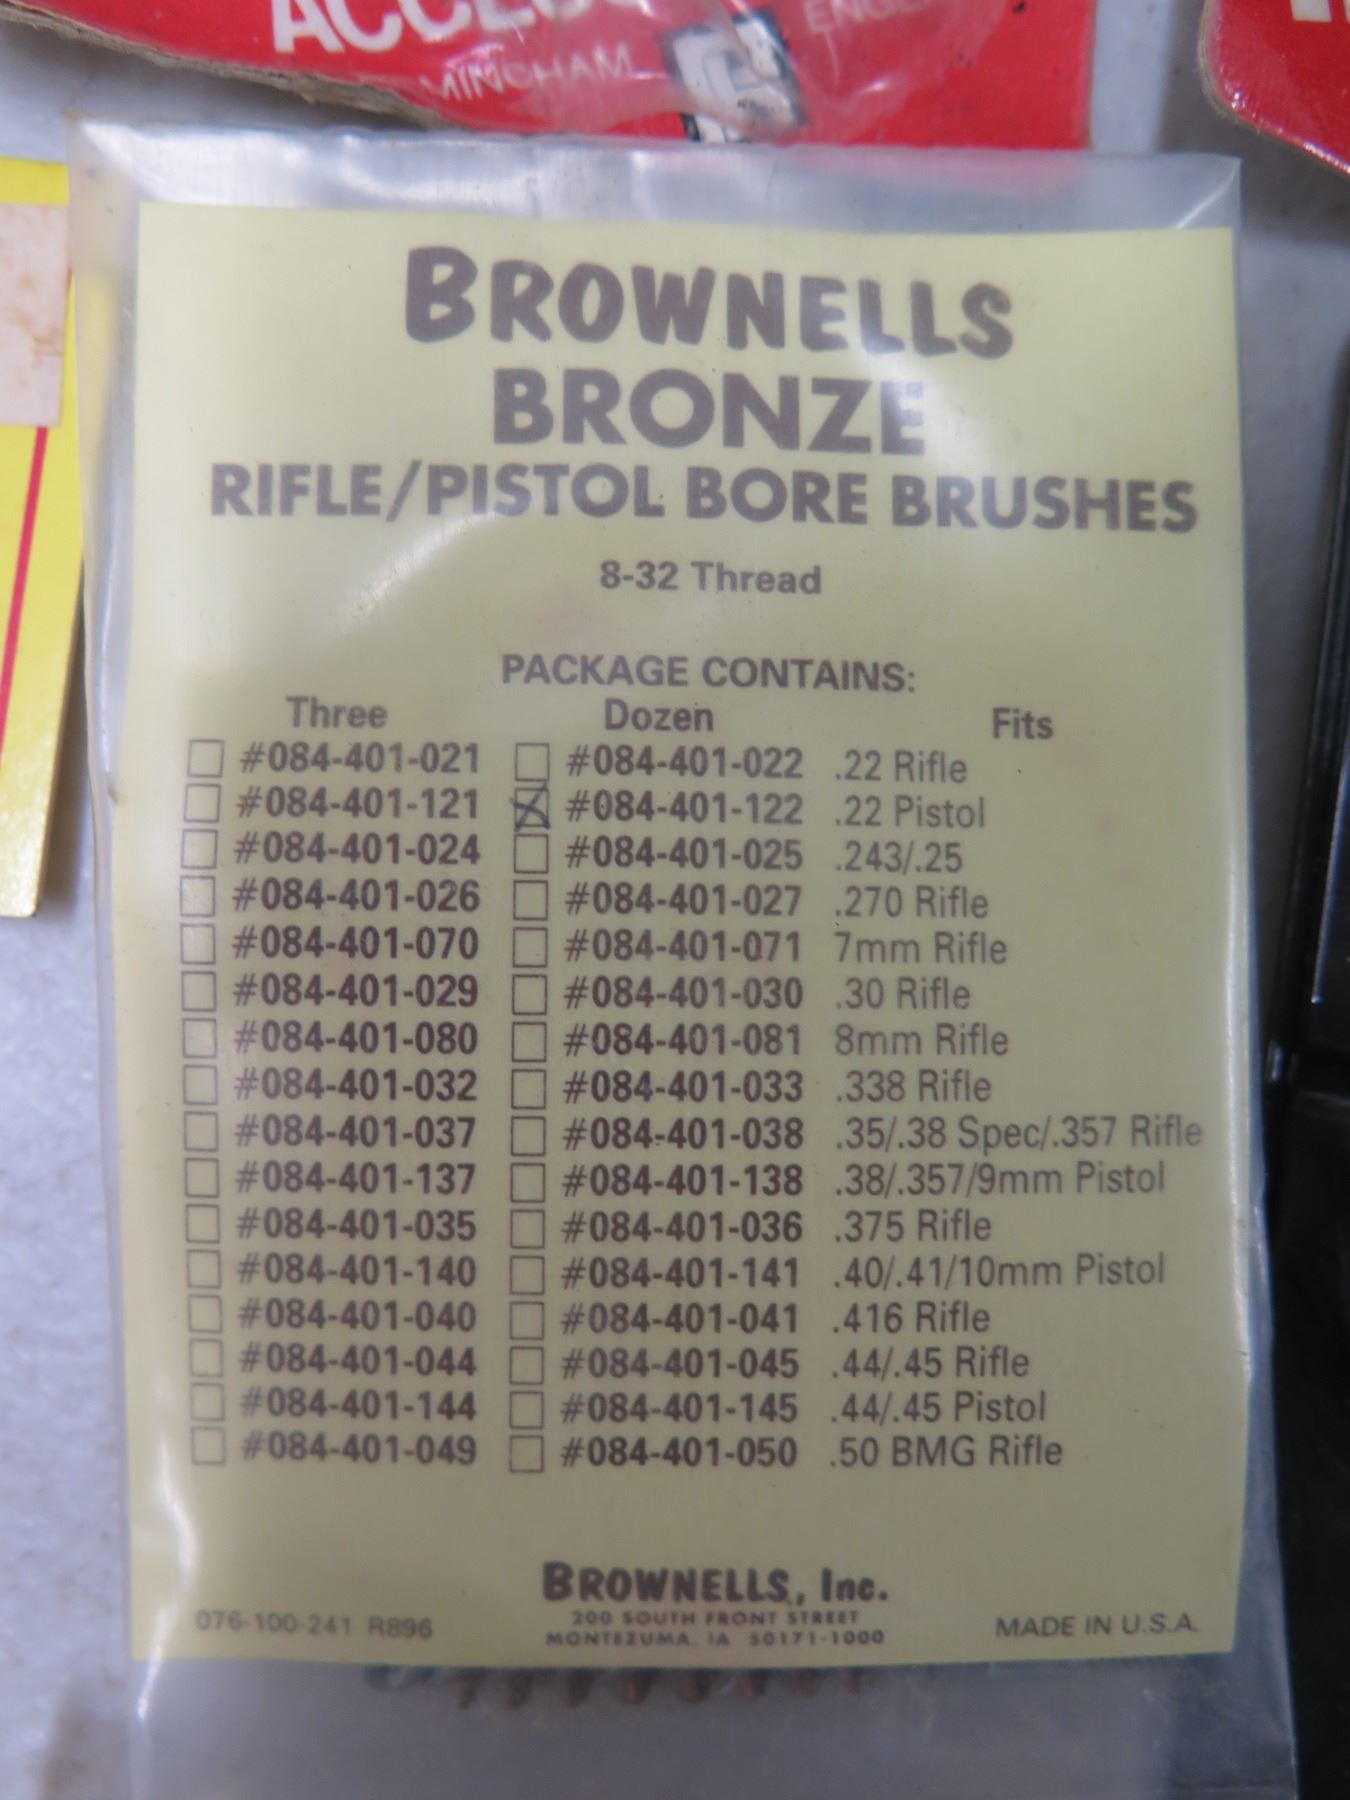 ACCES
MINGHAM
ENGL
BROWNELLS
BRONZE
RIFLE/PISTOL BORE BRUSHES
8-32 Thread
PACKAGE CONTAINS:
Three Dozen Fits
#084-401-021 #084-401-022 .22 Rifle
#084-401-121 #084-401-122 .22 Pistol
#084-401-024 #084-401-025 .243/.25
#084-401-026 #084-401-027 .270 Rifle
#084-401-070 #084-401-071 7mm Rifle
#084-401-029 #084-401-030 .30 Rifle
#084-401-080 #084-401-081 8mm Rifle
#084-401-032 #084-401-033 .338 Rifle
#084-401-037 #084-401-038 .35/.38 Spec/.357 Rifle
#084-401-137 #084-401-138 .38/.357/9mm Pistol
#084-401-035 #084-401-036 .375 Rifle
#084-401-140 #084-401-141 .40/.41/10mm Pistol
#084-401-040 #084-401-041 .416 Rifle
#084-401-044 #084-401-045 .44/.45 Rifle
#084-401-144 #084-401-145 .44/.45 Pistol
#084-401-049 #084-401-050 .50 BMG Rifle
BROWNELLS, Inc.
200 SOUTH FRONT STREET
MONTEZUMA, IA 50171-1000
076-100-241 R896
MADE IN U.S.A.